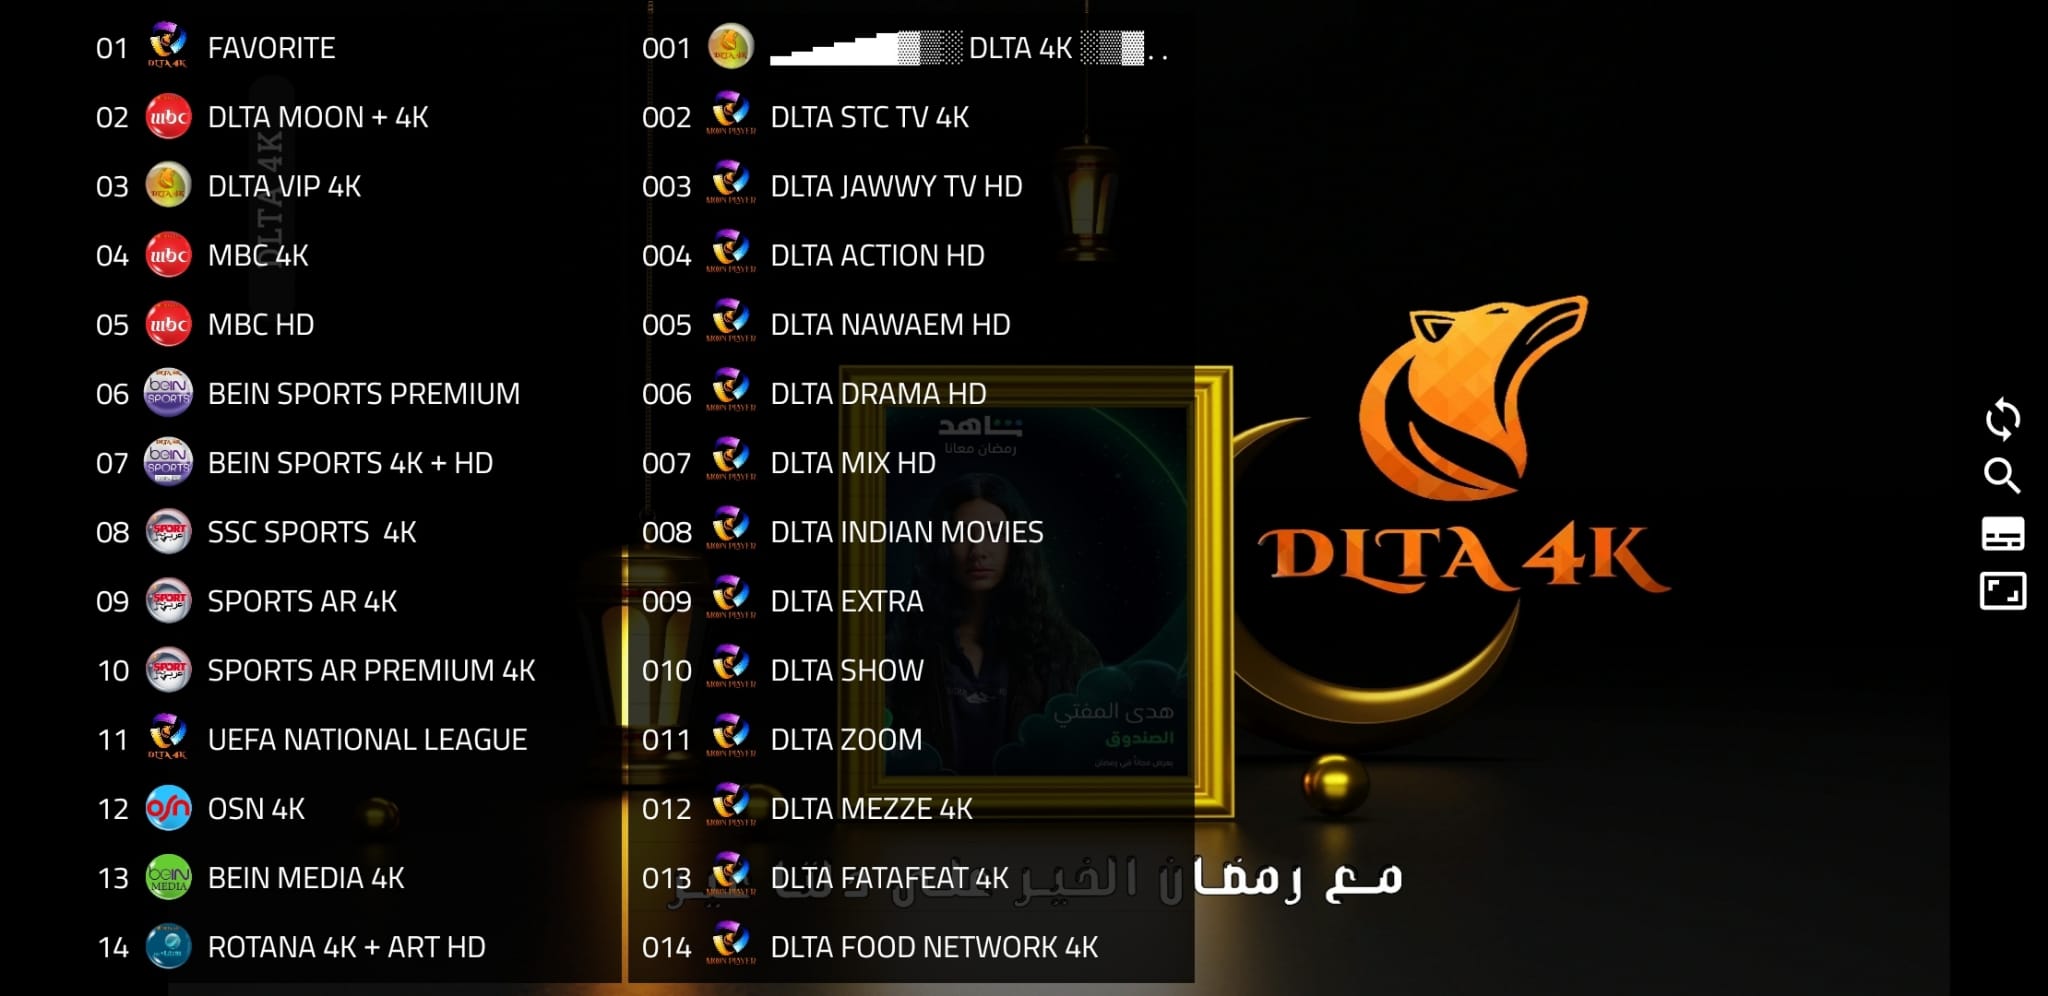 01 FAVORITE
02 DLTA MOON + 4K
03 DLTA VIP 4K
04 MBC 4K
05 MBC HD
06 BEIN SPORTS PREMIUM
07 BEIN SPORTS 4K + HD
08 SSC SPORTS 4K
09 SPORTS AR 4K
10 SPORTS AR PREMIUM 4K
11 UEFA NATIONAL LEAGUE
12 OSN 4K
13 BEIN MEDIA 4K
14 ROTANA 4K + ART HD
DLTA 4K
001 ▂▃▄▅▆▇█▓▒░ DLTA 4K ░▒▓. .
002 DLTA STC TV 4K
003 DLTA JAWWY TV HD
004 DLTA ACTION HD
005 DLTA NAWAEM HD
006 DLTA DRAMA HD
007 DLTA MIX HD
008 DLTA INDIAN MOVIES
009 DLTA EXTRA
010 DLTA SHOW
011 DLTA ZOOM
012 DLTA MEZZE 4K
013 DLTA FATAFEAT 4K
014 DLTA FOOD NETWORK 4K
شاهد
رمضان معانا
هدى المفتي
الصندوق
يعرض مجاناً في رمضان
DLTA 4K
مع رمضان الخير